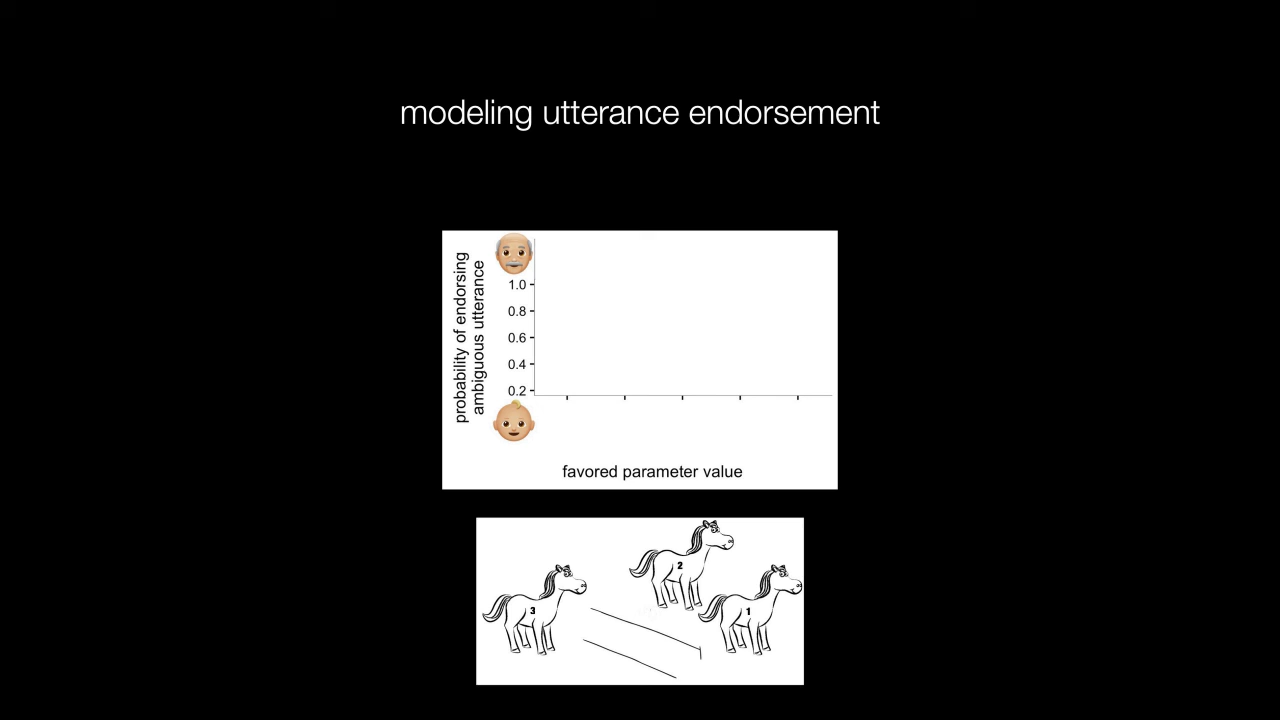 modeling utterance endorsement
probability of endorsing
ambiguous utterance
1.0
0.8
0.6
0.4
0.2
favored parameter value
2
3
1